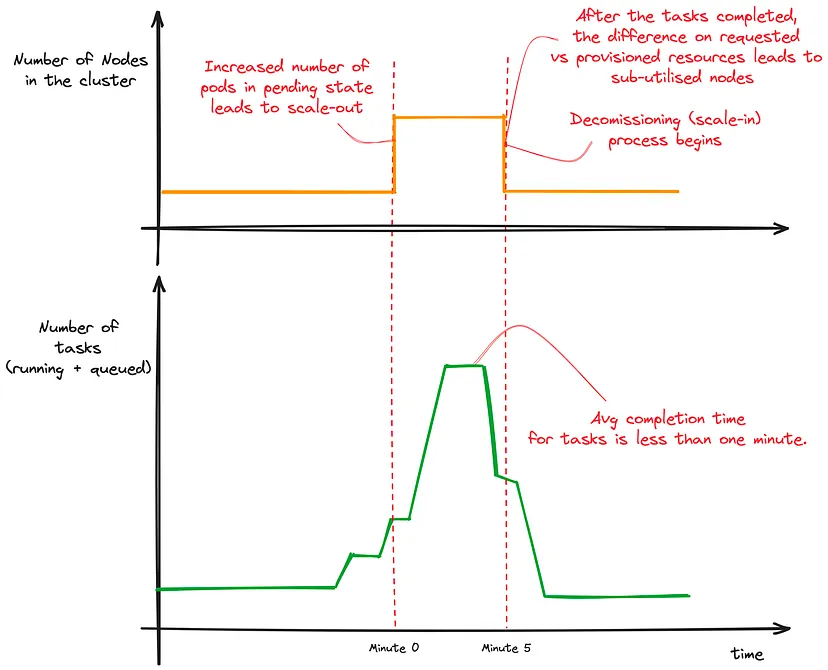 Number of Nodes
in the cluster
Increased number of
pods in pending state
leads to scale-out
After the tasks completed,
the difference on requested
vs provisioned resources leads to
sub-utilised nodes
Decomissioning (scale-in)
process begins
Number of
tasks
(running + queued)
Avg completion time
for tasks is less than one minute.
Minute 0
Minute 5
time